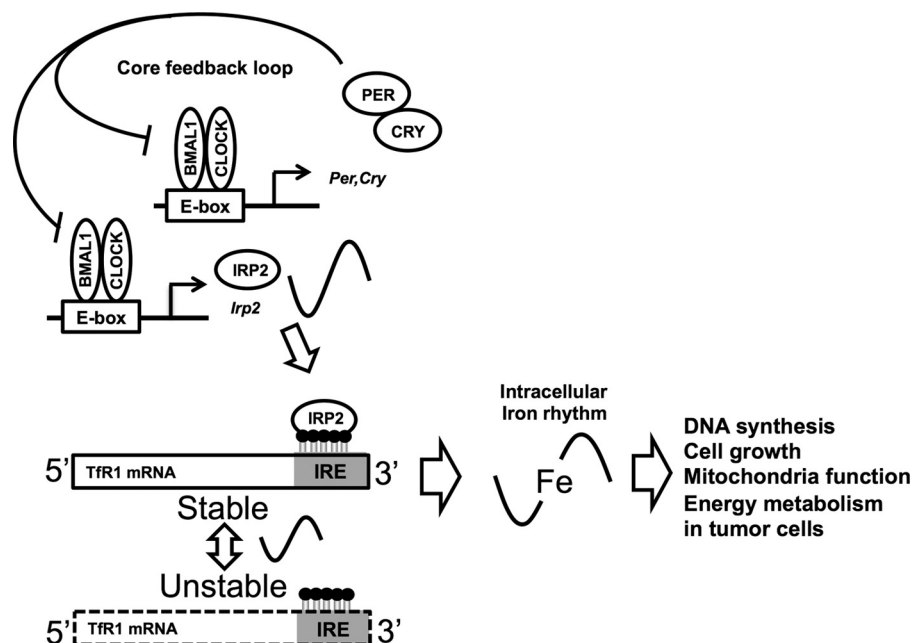 Core feedback loop
PER
CRY
BMAL1
CLOCK
Per,Cry
E-box
BMAL1
CLOCK
IRP2
Irp2
E-box
IRP2
5’ TfR1 mRNA IRE 3’
Stable
Unstable
5’ TfR1 mRNA IRE 3’
Intracellular
Iron rhythm
Fe
DNA synthesis
Cell growth
Mitochondria function
Energy metabolism
in tumor cells